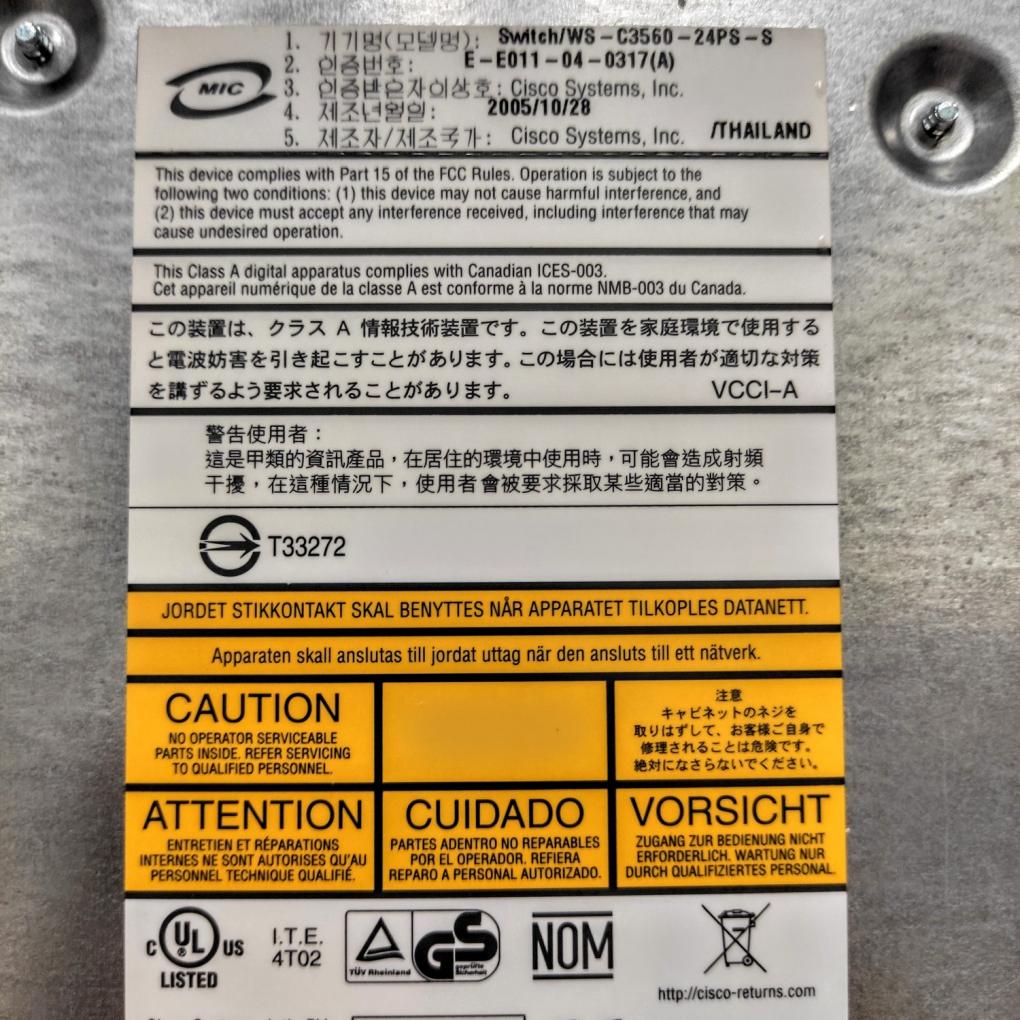 MIC
1. 기기명(모델명): Switch/WS-C3560-24PS-S
2. 인증번호: E-E011-04-0317(A)
3. 인증받은자의상호: Cisco Systems, Inc.
4. 제조년월일: 2005/10/28
5. 제조자/제조국가: Cisco Systems, Inc. /THAILAND
This device complies with Part 15 of the FCC Rules. Operation is subject to the
following two conditions: (1) this device may not cause harmful interference, and
(2) this device must accept any interference received, including interference that may
cause undesired operation.
This Class A digital apparatus complies with Canadian ICES-003.
Cet appareil numérique de la classe A est conforme à la norme NMB-003 du Canada.
この装置は、クラス A 情報技術装置です。この装置を家庭環境で使用する
と電波妨害を引き起こすことがあります。この場合には使用者が適切な対策
を講ずるよう要求されることがあります。 VCCI-A
警告使用者：
這是甲類的資訊產品，在居住的環境中使用時，可能會造成射頻
干擾，在這種情況下，使用者會被要求採取某些適當的對策。
T33272
JORDET STIKKONTAKT SKAL BENYTTES NÅR APPARATET TILKOPLES DATANETT.
Apparaten skall anslutas till jordat uttag när den ansluts till ett nätverk.
CAUTION
NO OPERATOR SERVICEABLE
PARTS INSIDE. REFER SERVICING
TO QUALIFIED PERSONNEL.
注意
キャビネットのネジを
取りはずして、お客様ご自身で
修理されることは危険です。
絶対になさらないでください。
ATTENTION
ENTRETIEN ET RÉPARATIONS
INTERNES NE SONT AUTORISES QU'AU
PERSONNEL TECHNIQUE QUALIFIÉ.
CUIDADO
PARTES ADENTRO NO REPARABLES
POR EL OPERADOR. REFIERA
REPARO A PERSONAL AUTORIZADO.
VORSICHT
ZUGANG ZUR BEDIENUNG NICHT
ERFORDERLICH. WARTUNG NUR
DURCH QUALIFIZIERTES PERSONAL.
C UL US
LISTED
I.T.E.
4T02
TÜV Rheinland
GS
geprüfte
Sicherheit
NOM
http://cisco-returns.com